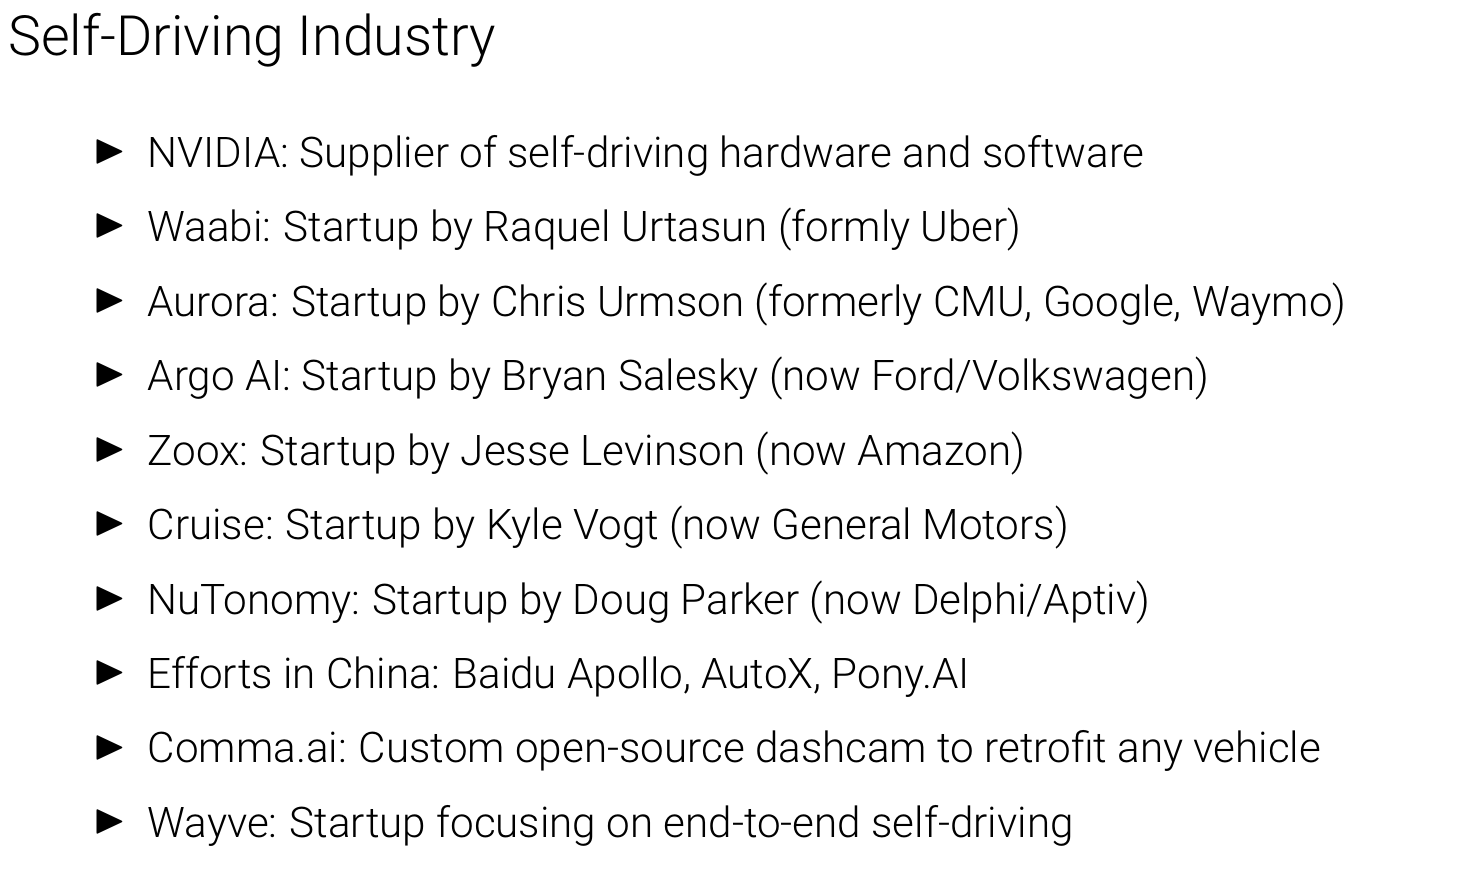 Self-Driving Industry
► NVIDIA: Supplier of self-driving hardware and software
► Waabi: Startup by Raquel Urtasun (formly Uber)
► Aurora: Startup by Chris Urmson (formerly CMU, Google, Waymo)
► Argo AI: Startup by Bryan Salesky (now Ford/Volkswagen)
► Zoox: Startup by Jesse Levinson (now Amazon)
► Cruise: Startup by Kyle Vogt (now General Motors)
► NuTonomy: Startup by Doug Parker (now Delphi/Aptiv)
► Efforts in China: Baidu Apollo, AutoX, Pony.AI
► Comma.ai: Custom open-source dashcam to retrofit any vehicle
► Wayve: Startup focusing on end-to-end self-driving